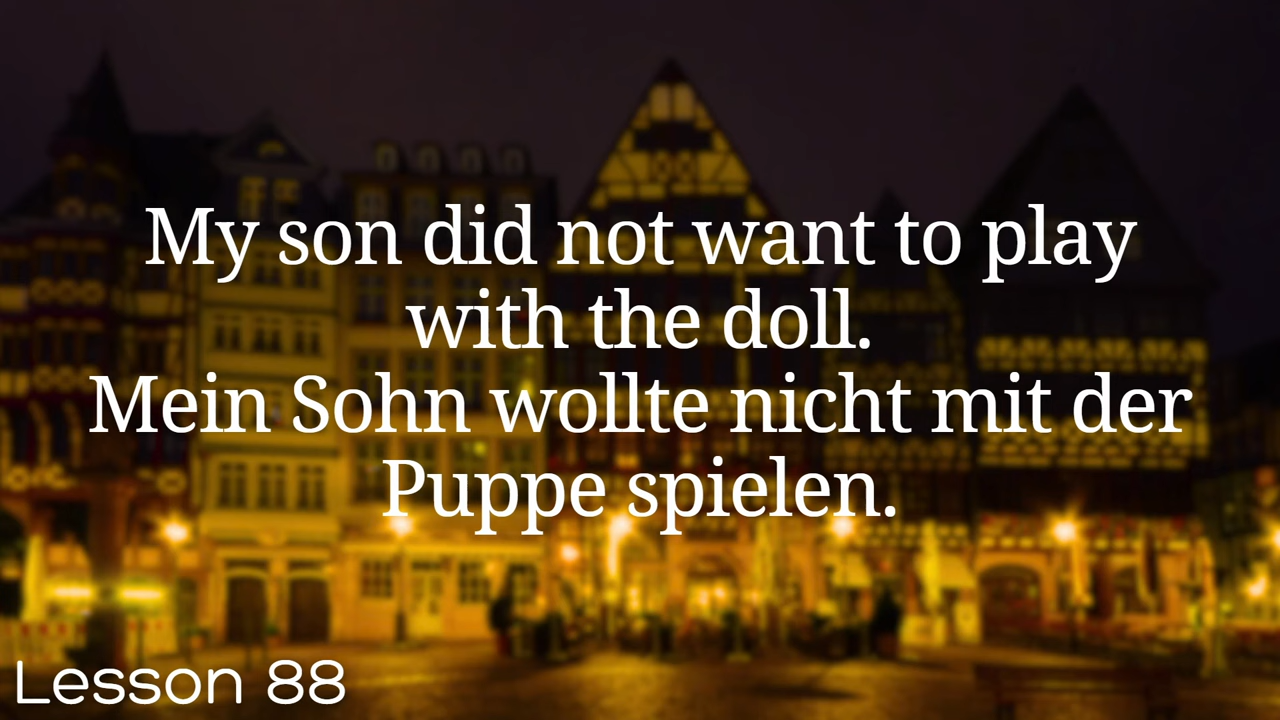 My son did not want to play
with the doll.
Mein Sohn wollte nicht mit der
Puppe spielen.
Lesson 88